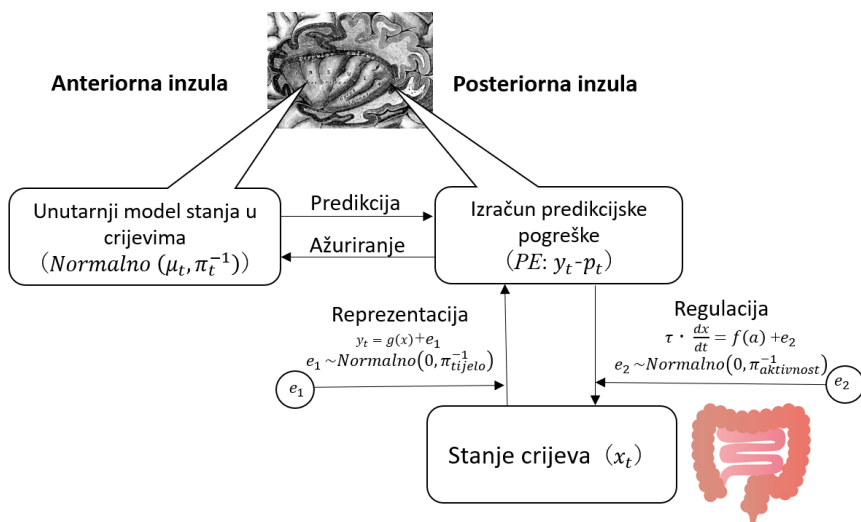 Anteriorna inzula
Posteriorna inzula
Unutarnji model stanja u
crijevima
(Normalno (μ_t, π_t^{-1}))
Predikcija
Ažuriranje
Izračun predikcijske
pogreške
(PE: y_t-p_t)
Reprezentacija
y_t = g(x)+e_1
e_1 ~Normalno(0, π_{tijelo}^{-1})
e_1
Regulacija
τ · \frac{dx}{dt} = f(a) +e_2
e_2 ~Normalno(0, π_{aktivnost}^{-1})
e_2
Stanje crijeva (x_t)